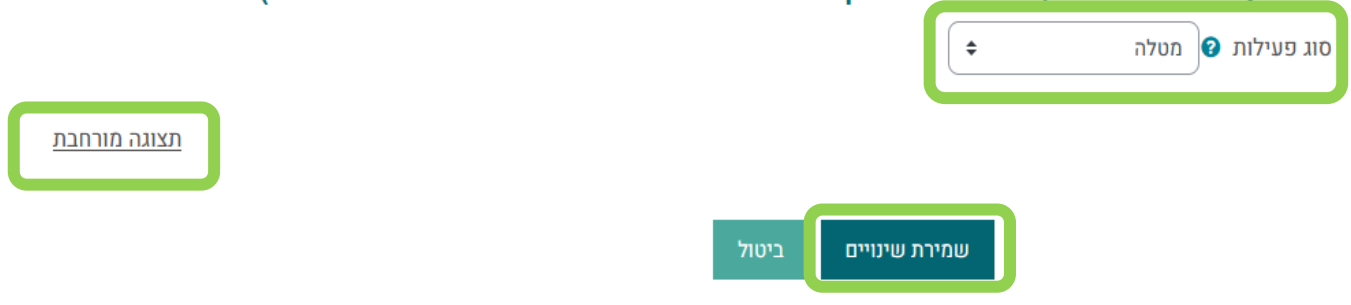 סוג פעילות מטלה
תצוגה מורחבת
שמירת שינויים ביטול